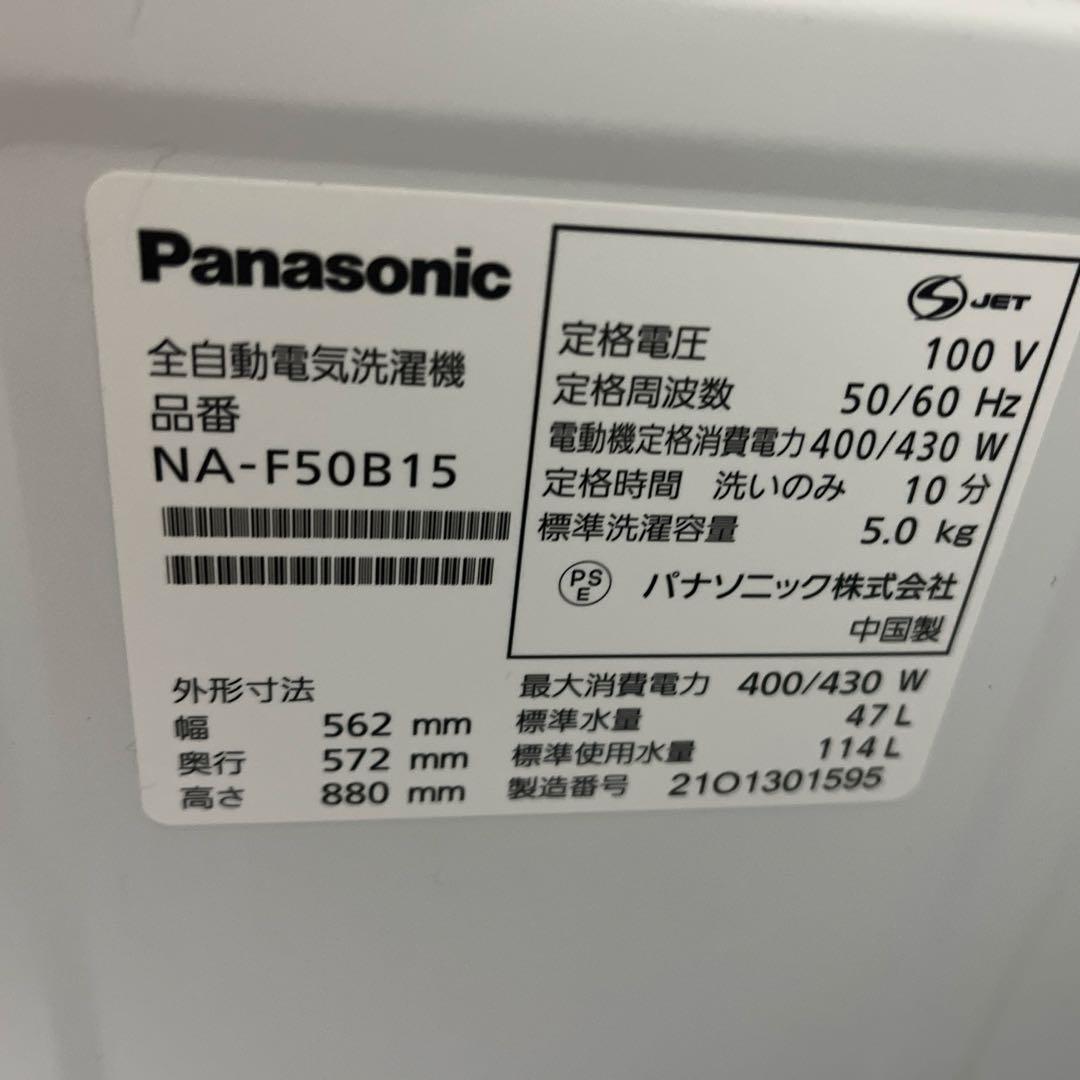 Panasonic
全自動電気洗濯機
品番
NA-F50B15
JET
定格電圧 100 V
定格周波数 50/60 Hz
電動機定格消費電力 400/430 W
定格時間 洗いのみ 10 分
標準洗濯容量 5.0 kg
PSE パナソニック株式会社
中国製
外形寸法
幅 562 mm
奥行 572 mm
高さ 880 mm
最大消費電力 400/430 W
標準水量 47 L
標準使用水量 114 L
製造番号 21O1301595